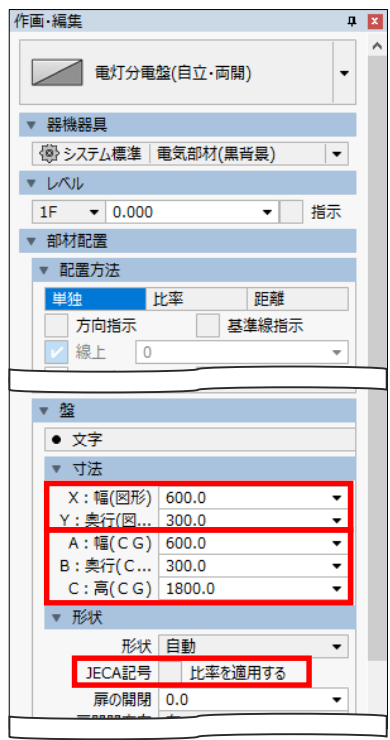 作画・編集
電灯分電盤(自立・両開)
器機器具
システム標準 電気部材(黒背景)
レベル
1F 0.000 指示
部材配置
配置方法
単独 比率 距離
方向指示 基準線指示
線上 0
盤
● 文字
寸法
X：幅(図形) 600.0
Y：奥行(図... 300.0
A：幅(CG) 600.0
B：奥行(C... 300.0
C：高(CG) 1800.0
形状
形状 自動
JECA記号 比率を適用する
扉の開閉 0.0